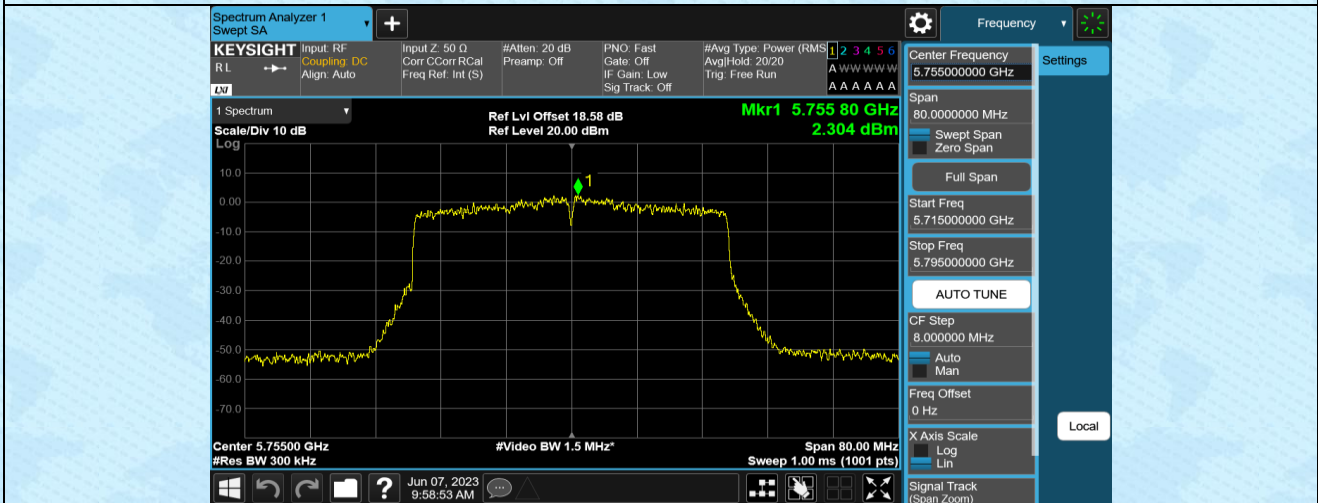 Spectrum Analyzer 1
Swept SA
Frequency
KEYSIGHT
R L
LXI
Input: RF
Coupling: DC
Align: Auto
Input Z: 50 Ω
Corr CCorr RCal
Freq Ref: Int (S)
#Atten: 20 dB
Preamp: Off
PNO: Fast
Gate: Off
IF Gain: Low
Sig Track: Off
#Avg Type: Power (RMS
Avg|Hold: 20/20
Trig: Free Run
1 2 3 4 5 6
A W W W W W
A A A A A A
1 Spectrum
Scale/Div 10 dB
Log
Ref Lvl Offset 18.58 dB
Ref Level 20.00 dBm
Mkr1 5.755 80 GHz
2.304 dBm
1
10.0
0.00
-10.0
-20.0
-30.0
-40.0
-50.0
-60.0
-70.0
Center 5.75500 GHz
#Res BW 300 kHz
#Video BW 1.5 MHz*
Span 80.00 MHz
Sweep 1.00 ms (1001 pts)
Center Frequency
5.755000000 GHz
Settings
Span
80.0000000 MHz
Swept Span
Zero Span
Full Span
Start Freq
5.715000000 GHz
Stop Freq
5.795000000 GHz
AUTO TUNE
CF Step
8.000000 MHz
Auto
Man
Freq Offset
0 Hz
X Axis Scale
Log
Lin
Local
Signal Track
(Span Zoom)
?
Jun 07, 2023
9:58:53 AM